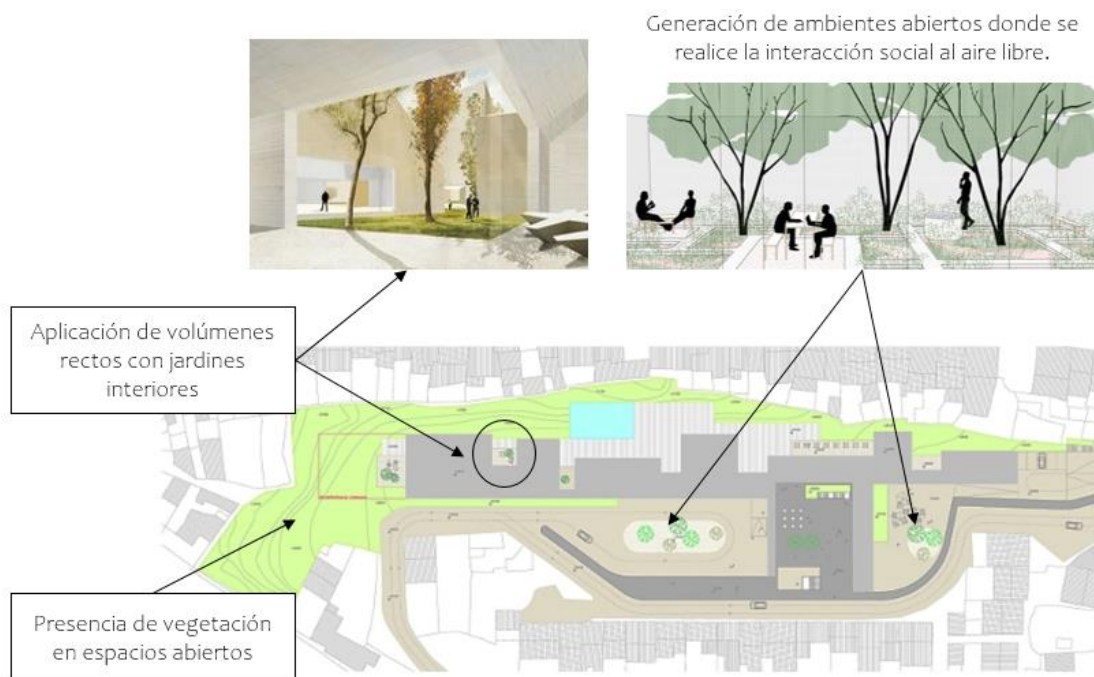 Generación de ambientes abiertos donde se
realice la interacción social al aire libre.
Aplicación de volúmenes
rectos con jardines
interiores
Presencia de vegetación
en espacios abiertos